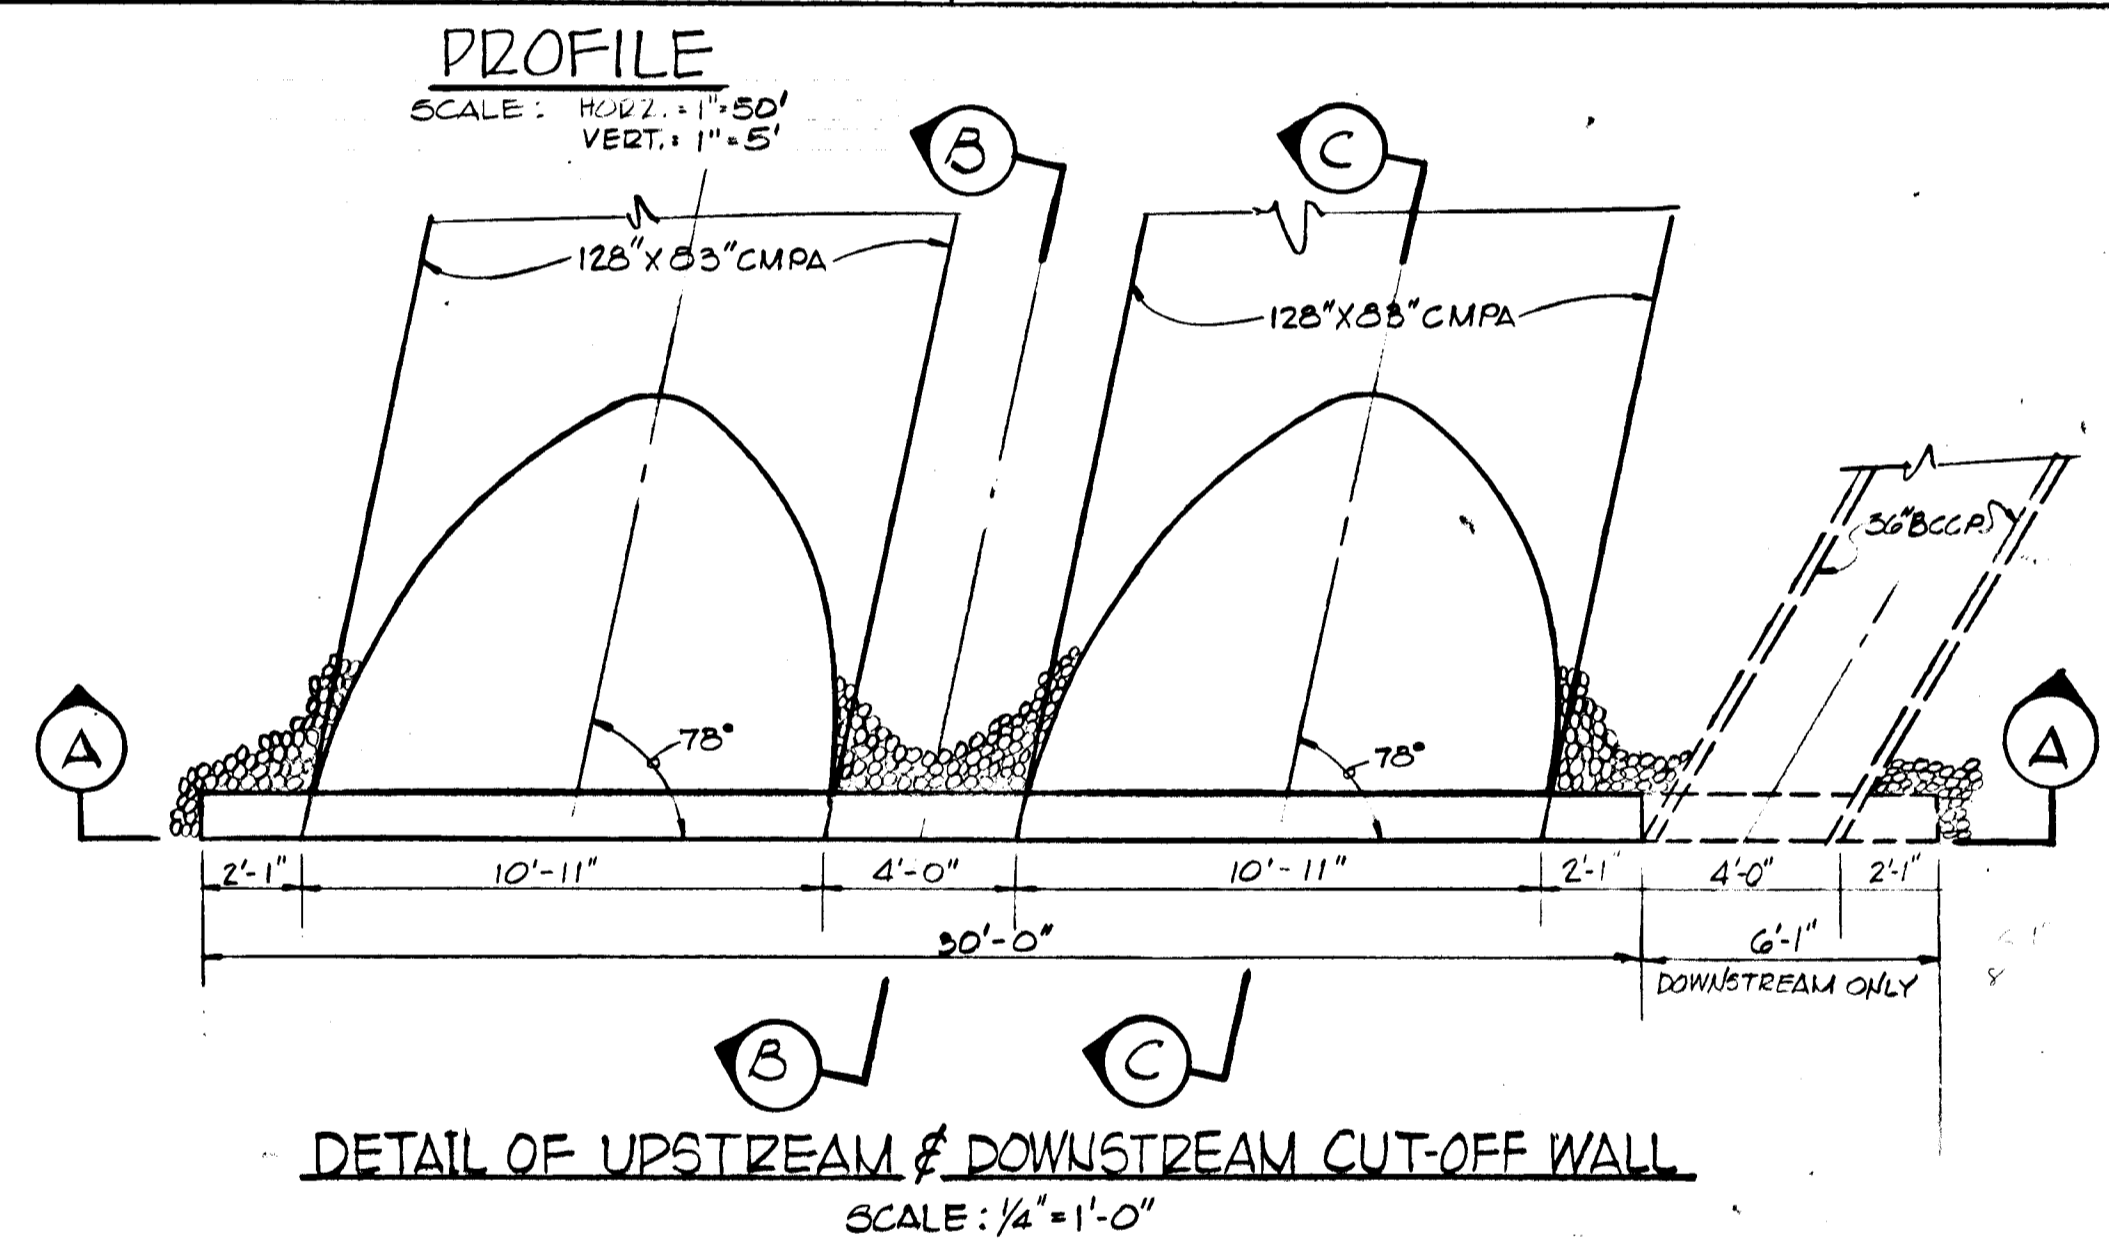 PROFILE
SCALE: HORZ.: 1"=50'
VERT.: 1"=5'
B
C
128"X83"CMPA
128"X83"CMPA
36"BCCP
A
78°
78°
A
2'-1"
10'-11"
4'-0"
10'-11"
2'-1"
4'-0"
2'-1"
30'-0"
6'-1"
DOWNSTREAM ONLY
B
C
DETAIL OF UPSTREAM & DOWNSTREAM CUT-OFF WALL
SCALE: 1/4"=1'-0"